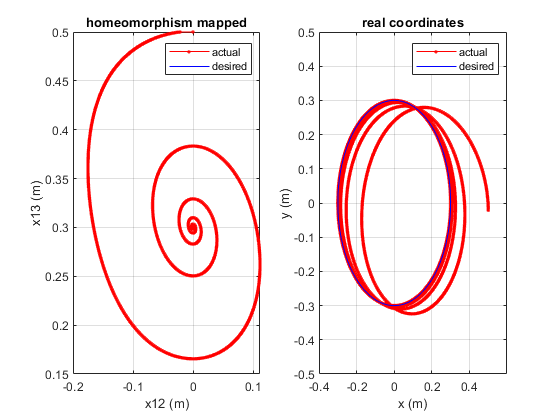 homeomorphism mapped
0.5
0.45
0.4
0.35
0.3
0.25
0.2
0.15
x13 (m)
-0.2
-0.1
0
0.1
x12 (m)
actual
desired
real coordinates
0.5
0.4
0.3
0.2
0.1
0
-0.1
-0.2
-0.3
-0.4
-0.5
y (m)
-0.4
-0.2
0
0.2
0.4
x (m)
actual
desired